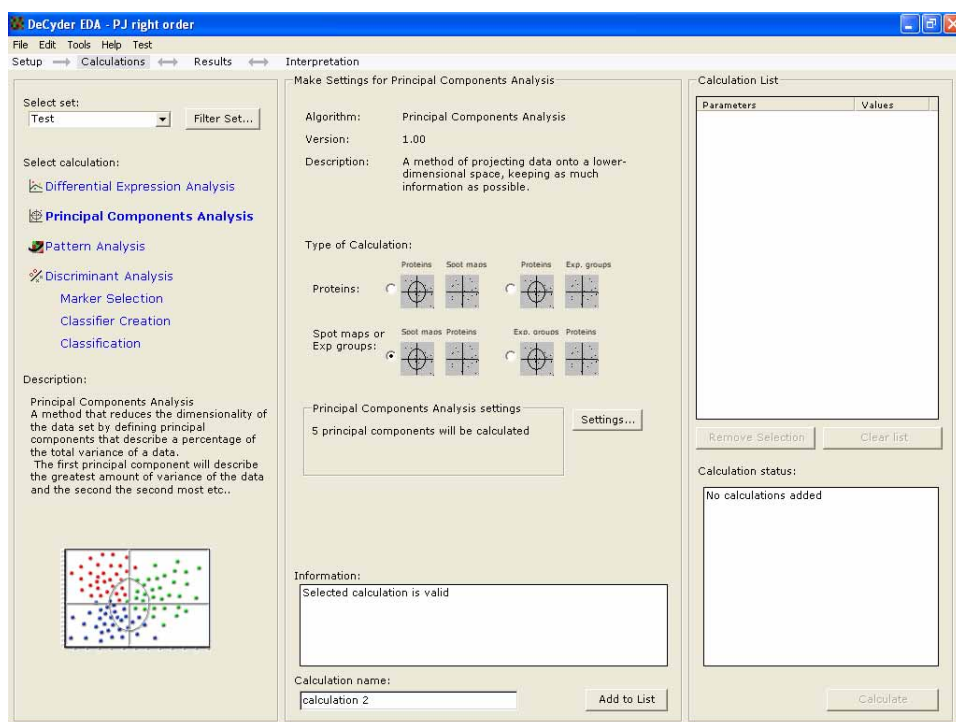 DeCyder EDA - PJ right order
File Edit Tools Help Test
Setup Calculations Results Interpretation
Select set:
Test
Filter Set...
Select calculation:
Differential Expression Analysis
Principal Components Analysis
Pattern Analysis
Discriminant Analysis
Marker Selection
Classifier Creation
Classification
Description:
Principal Components Analysis
A method that reduces the dimensionality of
the data set by defining principal
components that describe a percentage of
the total variance of a data.
The first principal component will describe
the greatest amount of variance of the data
and the second the second most etc..
Make Settings for Principal Components Analysis
Algorithm: Principal Components Analysis
Version: 1.00
Description: A method of projecting data onto a lower-
dimensional space, keeping as much
information as possible.
Type of Calculation:
Proteins Spot maps Proteins Exp. groups
Proteins:
Spot maps or
Exp groups:
Spot maps Proteins Exp. groups Proteins
Principal Components Analysis settings
5 principal components will be calculated
Settings...
Information:
Selected calculation is valid
Calculation name:
calculation 2
Add to List
Calculation List
Parameters Values
Remove Selection Clear list
Calculation status:
No calculations added
Calculate